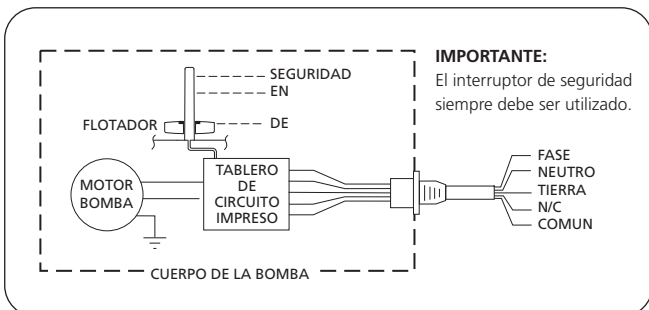 IMPORTANTE:
El interruptor de seguridad
siempre debe ser utilizado.
SEGURIDAD
EN
DE
FLOTADOR
MOTOR
BOMBA
TABLERO
DE
CIRCUITO
IMPRESO
FASE
NEUTRO
TIERRA
N/C
COMUN
CUERPO DE LA BOMBA